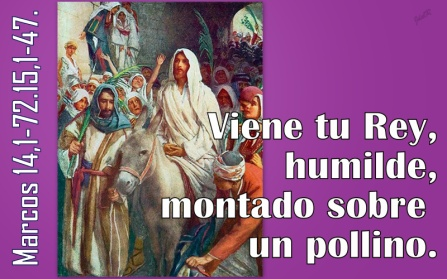 Marcos 14,1-72.15,1-47.
Viene tu Rey,
humilde,
montado sobre
un pollino.